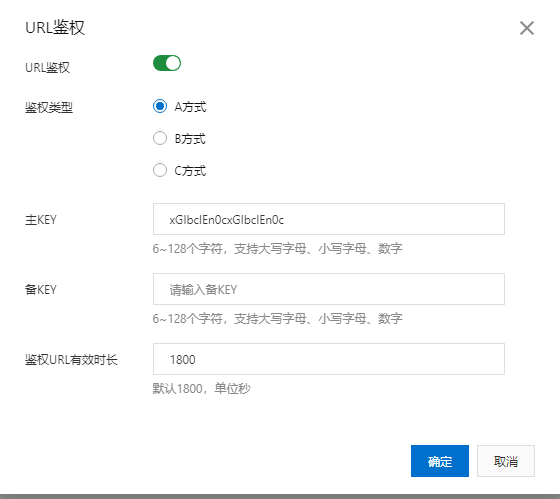 URL鉴权
URL鉴权
鉴权类型
A方式
B方式
C方式
主KEY
xGIbcIEn0cxGIbcIEn0c
6~128个字符，支持大写字母、小写字母、数字
备KEY
请输入备KEY
6~128个字符，支持大写字母、小写字母、数字
鉴权URL有效时长
1800
默认1800，单位秒
确定
取消